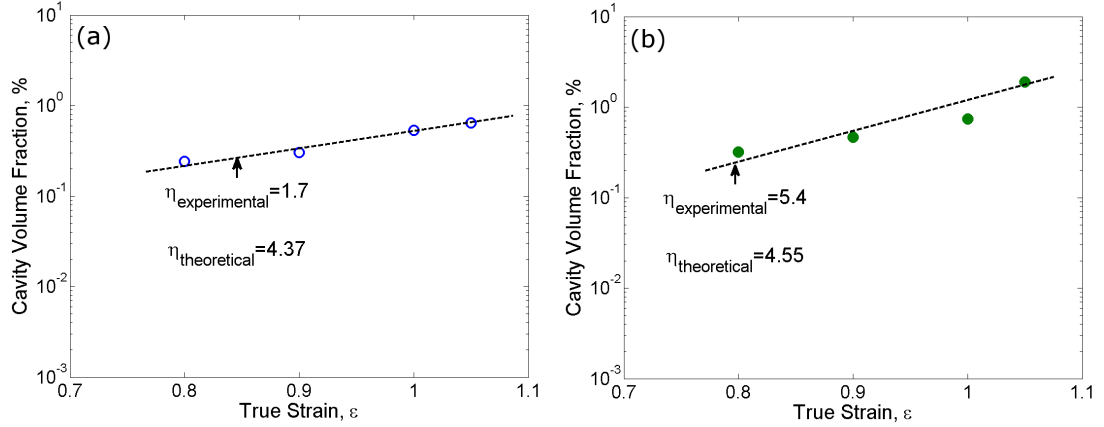 (a)
10^1
10^0
10^-1
10^-2
10^-3
Cavity Volume Fraction, %
η_experimental=1.7
η_theoretical=4.37
0.7 0.8 0.9 1 1.1
True Strain, ε
(b)
10^1
10^0
10^-1
10^-2
10^-3
Cavity Volume Fraction, %
η_experimental=5.4
η_theoretical=4.55
0.7 0.8 0.9 1 1.1
True Strain, ε